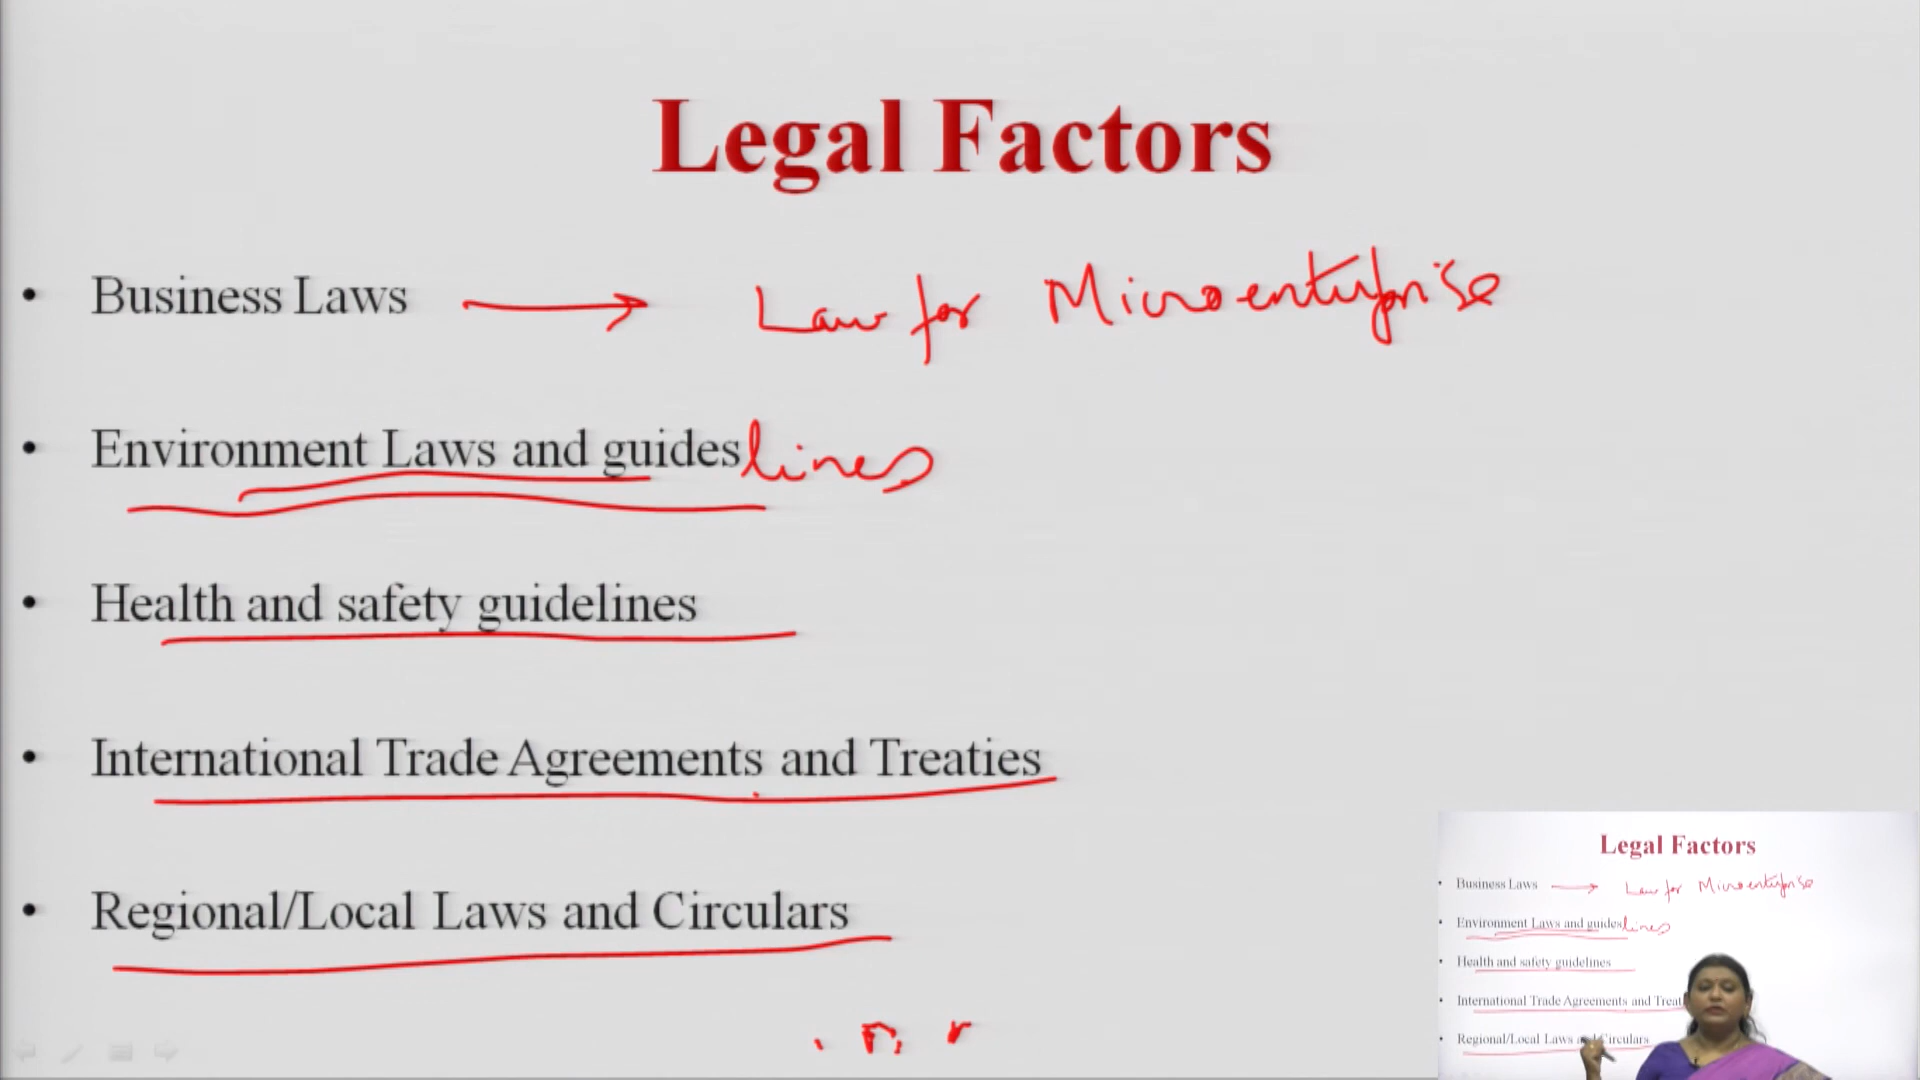 Legal Factors
• Business Laws → Law for Microenterprise
• Environment Laws and guides lines
• Health and safety guidelines
• International Trade Agreements and Treaties
• Regional/Local Laws and Circulars
Legal Factors
• Business Laws → Law for Microenterprise
• Environment Laws and guides lines
• Health and safety guidelines
• International Trade Agreements and Treat
• Regional/Local Laws Circulars